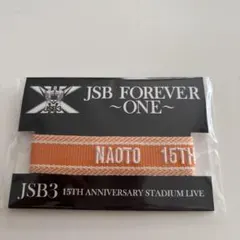 JSB FOREVER
～ONE～
NAOTO 15TH
JSB3 15TH ANNIVERSARY STADIUM LIVE